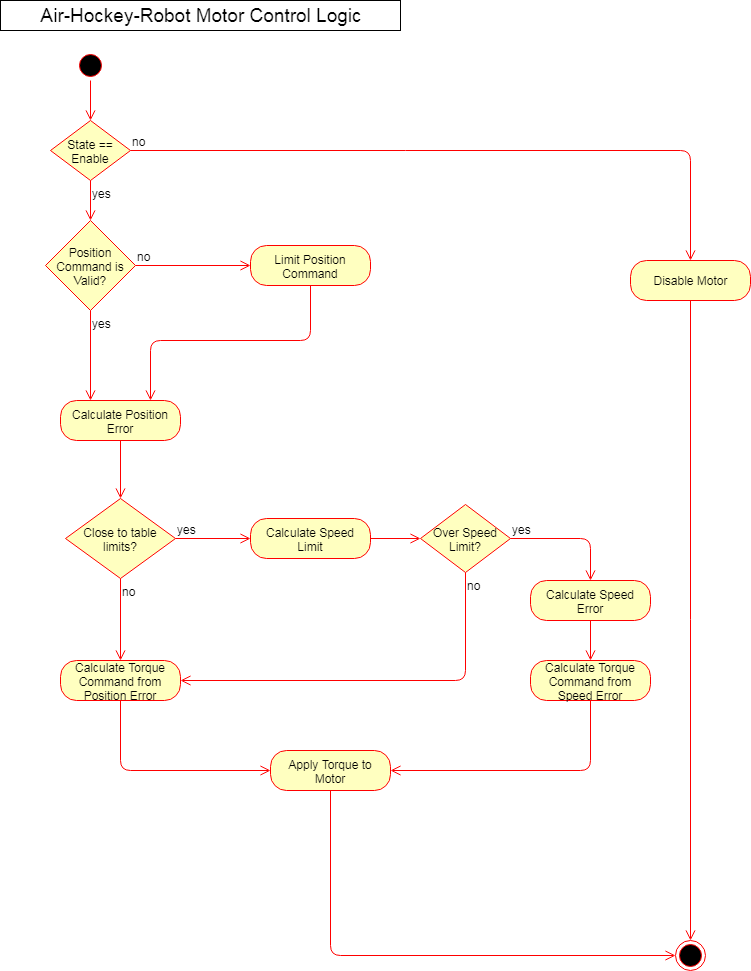 Air-Hockey-Robot Motor Control Logic
State ==
Enable
no
yes
Position
Command is
Valid?
no
Limit Position
Command
Disable Motor
yes
Calculate Position
Error
Close to table
limits?
yes
Calculate Speed
Limit
Over Speed
Limit?
yes
no
no
Calculate Speed
Error
Calculate Torque
Command from
Position Error
Calculate Torque
Command from
Speed Error
Apply Torque to
Motor